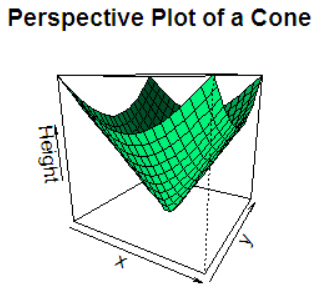 Perspective Plot of a Cone
Height
x
y